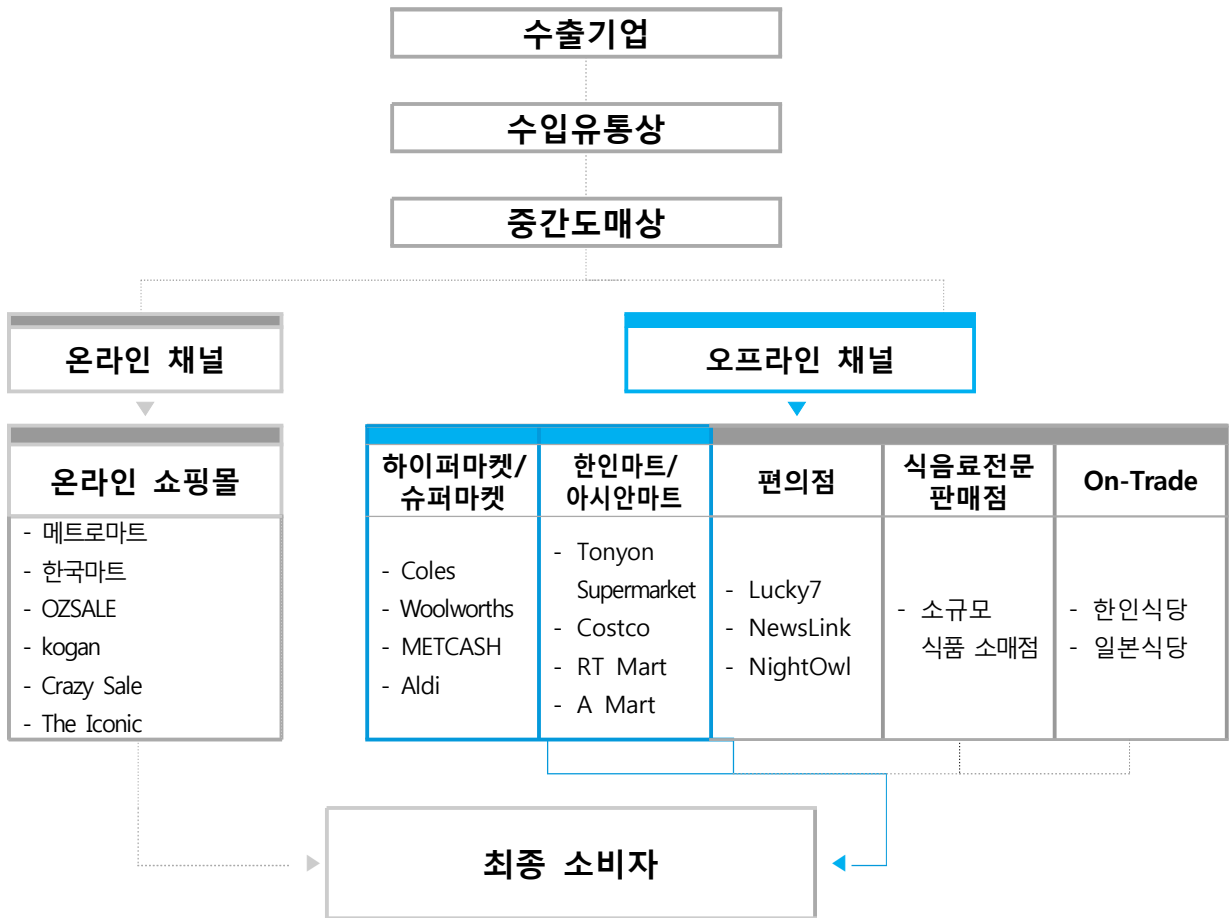 수출기업
수입유통상
중간도매상
온라인 채널
오프라인 채널
온라인 쇼핑몰
- 메트로마트
- 한국마트
- OZSALE
- kogan
- Crazy Sale
- The Iconic
하이퍼마켓/
슈퍼마켓
- Coles
- Woolworths
- METCASH
- Aldi
한인마트/
아시안마트
- Tonyon
Supermarket
- Costco
- RT Mart
- A Mart
편의점
- Lucky7
- NewsLink
- NightOwl
식음료전문
판매점
- 소규모
식품 소매점
On-Trade
- 한인식당
- 일본식당
최종 소비자